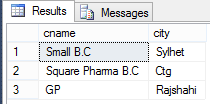 Results Messages
cname city
1 Small B.C Sylhet
2 Square Pharma B.C Ctg
3 GP Rajshahi